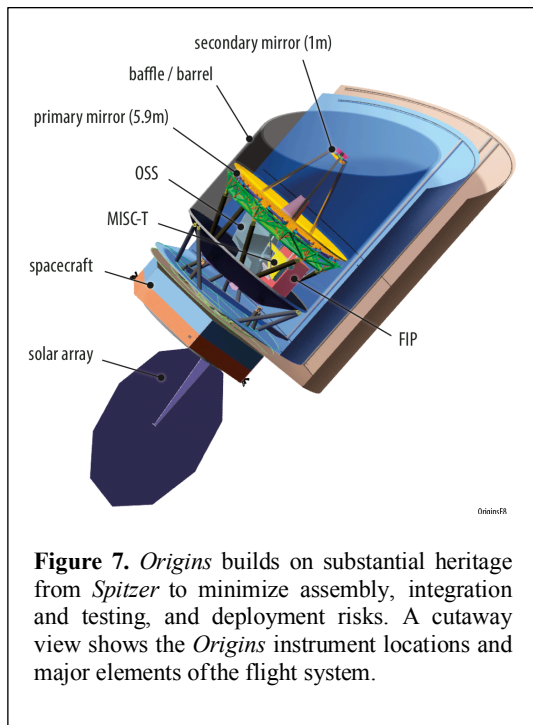 secondary mirror (1m)
baffle / barrel
primary mirror (5.9m)
OSS
MISC-T
spacecraft
solar array
FIP
OriginsF8
Figure 7. Origins builds on substantial heritage
from Spitzer to minimize assembly, integration
and testing, and deployment risks. A cutaway
view shows the Origins instrument locations and
major elements of the flight system.